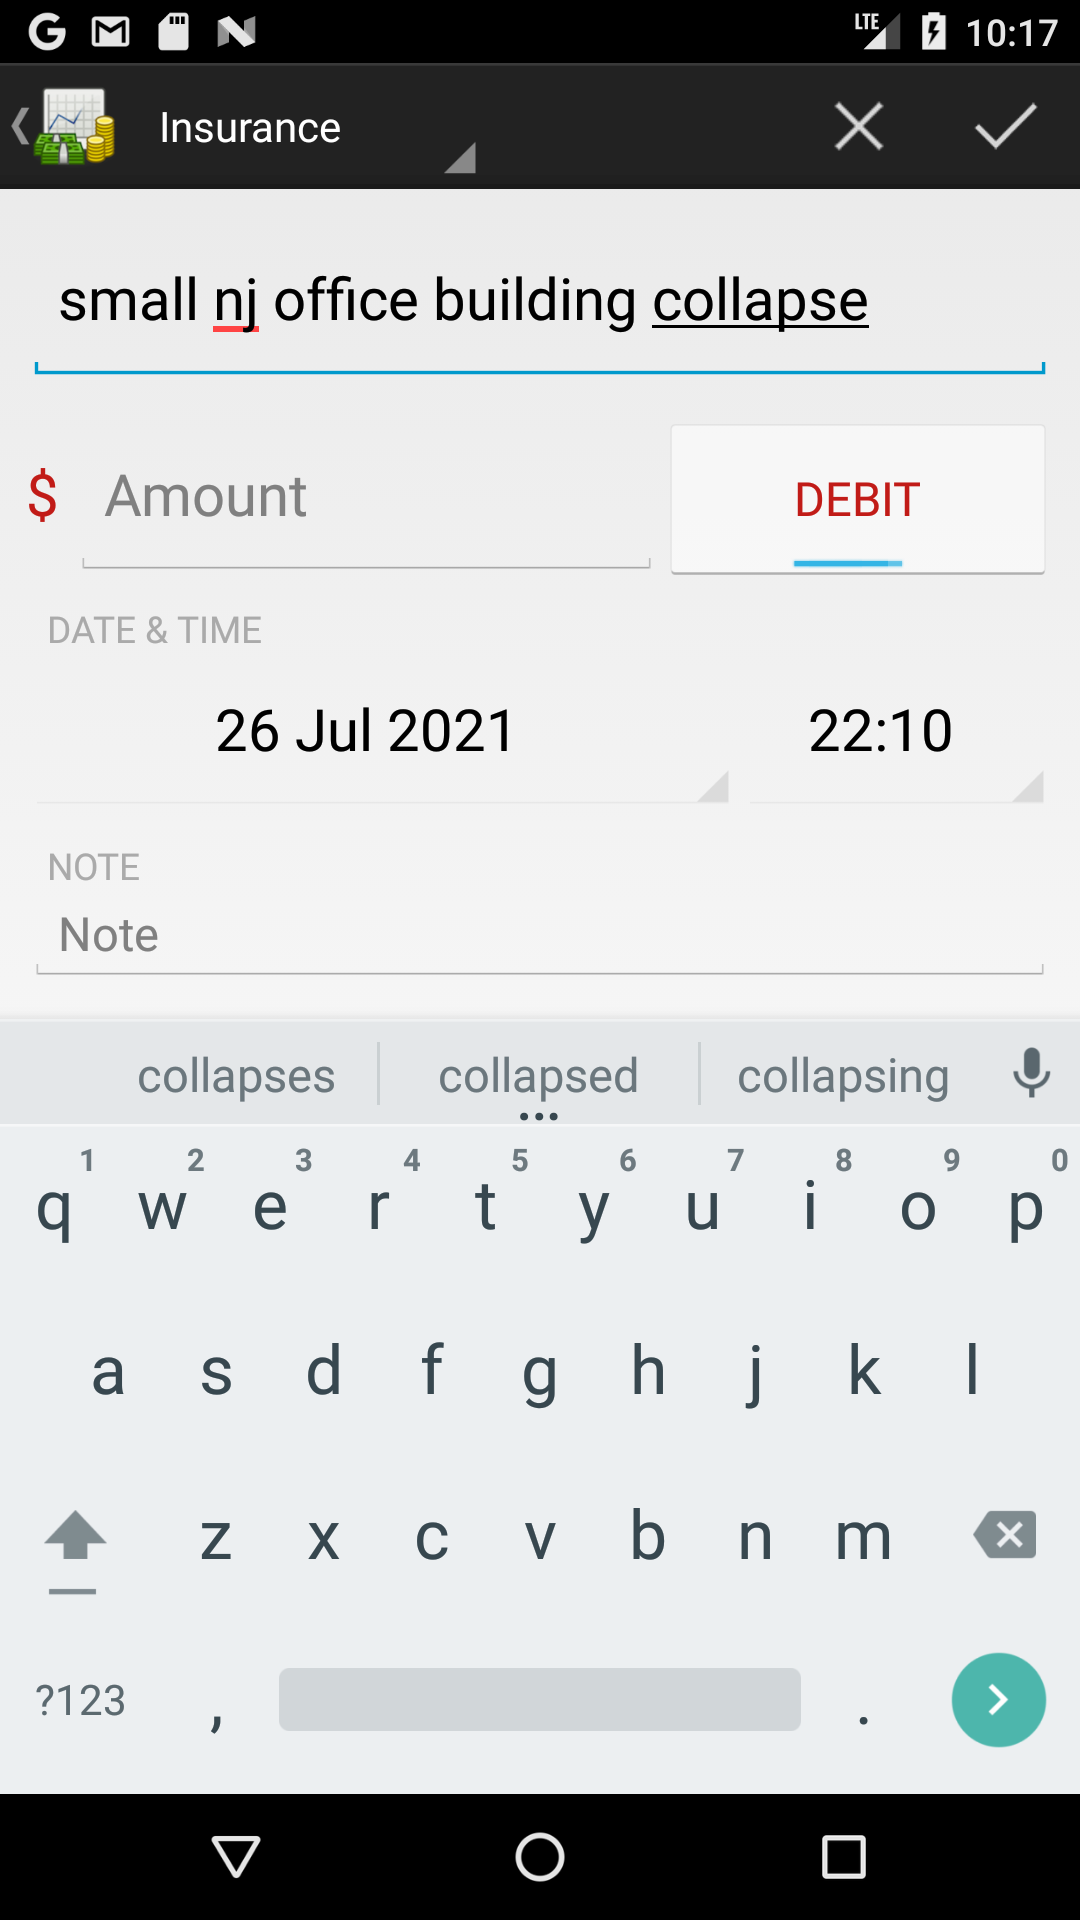 LTE 10:17
Insurance
small nj office building collapse
$ Amount DEBIT
DATE & TIME
26 Jul 2021 22:10
NOTE
Note
collapses collapsed collapsing
1 2 3 4 5 6 7 8 9 0
q w e r t y u i o p
a s d f g h j k l
z x c v b n m
?123 , .